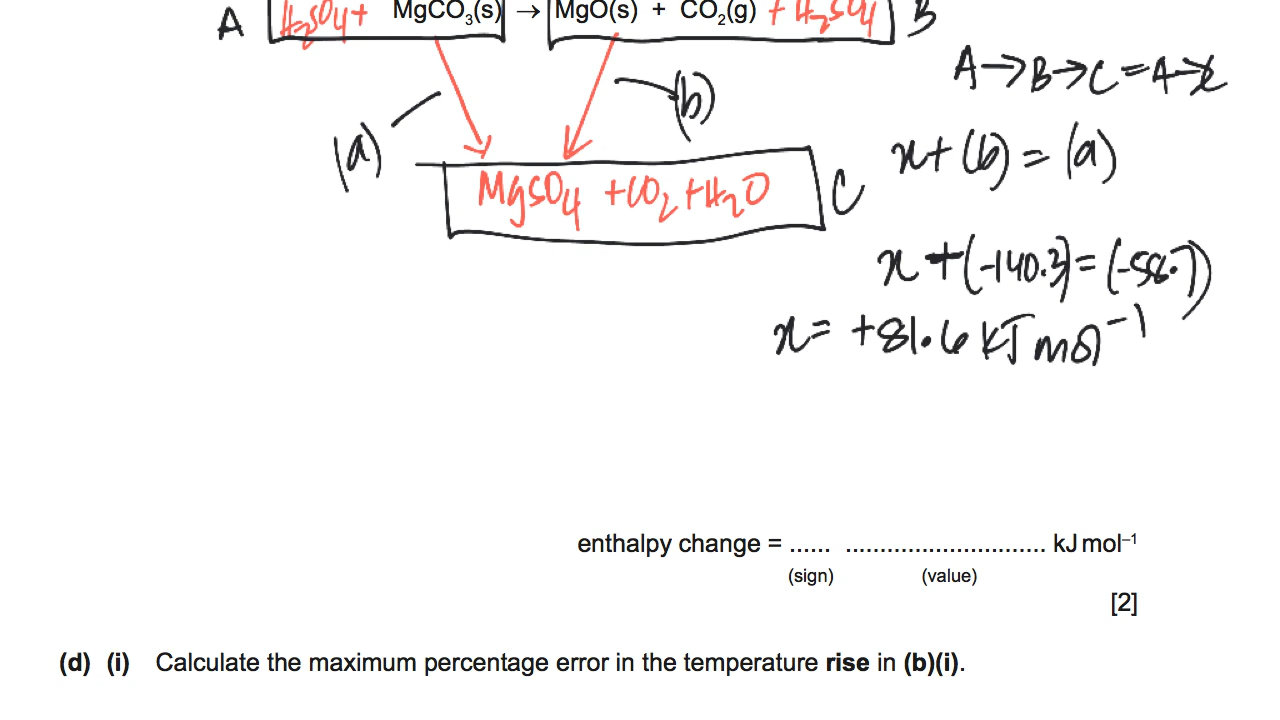 A H₂SO₄+ MgCO₃(s) → MgO(s) + CO₂(g) + H₂SO₄ B
A→B→C=A→C
(a) (b)
x+(b)=(a)
MgSO₄ +CO₂+H₂O C
x+(-140.3)=(-58.7)
x= +81.6 kJ mol⁻¹
enthalpy change = ...... .............................. kJ mol⁻¹
(sign) (value)
[2]
(d) (i) Calculate the maximum percentage error in the temperature rise in (b)(i).